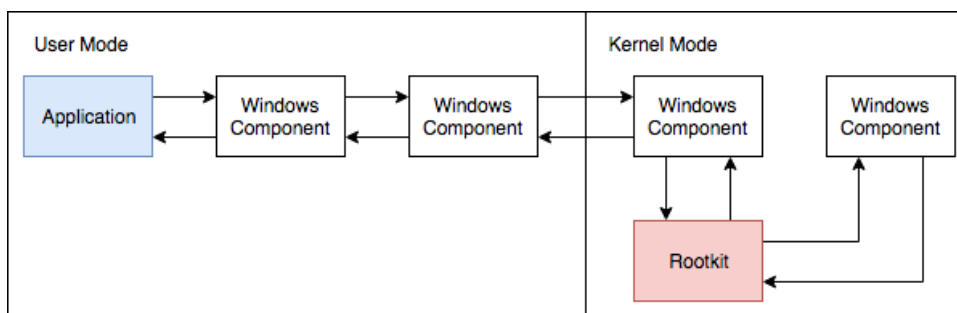 User Mode
Kernel Mode
Application
Windows
Component
Windows
Component
Windows
Component
Windows
Component
Rootkit